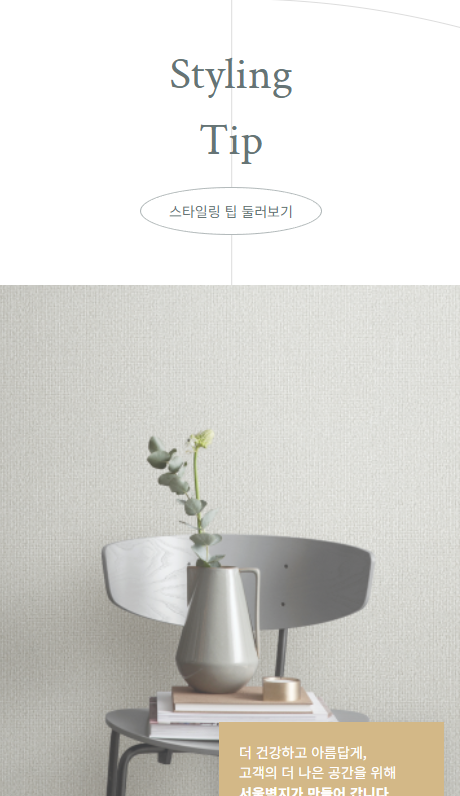 Styling
Tip
스타일링 팁 둘러보기
더 건강하고 아름답게,
고객의 더 나은 공간을 위해
서울벽지가 만들어 갑니다